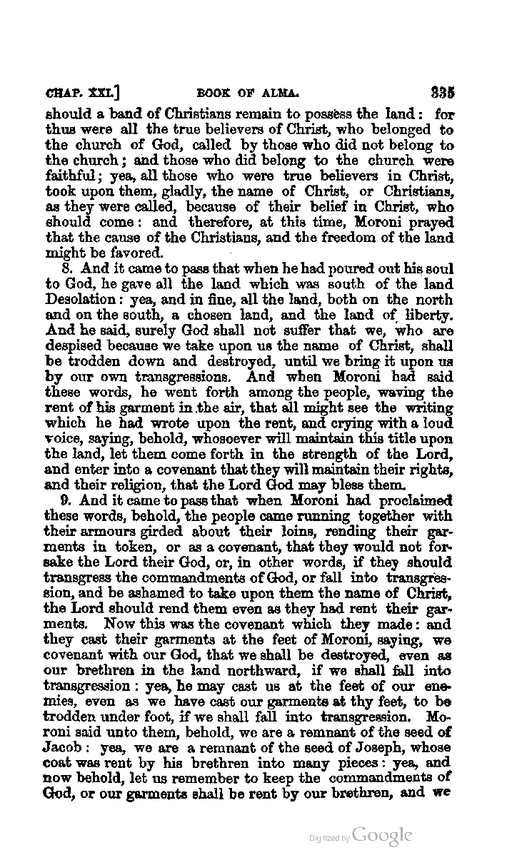 CHAP. XXI.] BOOK OF ALMA. 335
should a band of Christians remain to possess the land: for
thus were all the true believers of Christ, who belonged to
the church of God, called by those who did not belong to
the church; and those who did belong to the church were
faithful; yea, all those who were true believers in Christ,
took upon them, gladly, the name of Christ, or Christians,
as they were called, because of their belief in Christ, who
should come: and therefore, at this time, Moroni prayed
that the cause of the Christians, and the freedom of the land
might be favored.
8. And it came to pass that when he had poured out his soul
to God, he gave all the land which was south of the land
Desolation: yea, and in fine, all the land, both on the north
and on the south, a chosen land, and the land of liberty.
And he said, surely God shall not suffer that we, who are
despised because we take upon us the name of Christ, shall
be trodden down and destroyed, until we bring it upon us
by our own transgressions. And when Moroni had said
these words, he went forth among the people, waving the
rent of his garment in the air, that all might see the writing
which he had wrote upon the rent, and crying with a loud
voice, saying, behold, whosoever will maintain this title upon
the land, let them come forth in the strength of the Lord,
and enter into a covenant that they will maintain their rights,
and their religion, that the Lord God may bless them.
9. And it came to pass that when Moroni had proclaimed
these words, behold, the people came running together with
their armours girded about their loins, rending their gar-
ments in token, or as a covenant, that they would not for-
sake the Lord their God, or, in other words, if they should
transgress the commandments of God, or fall into transgres-
sion, and be ashamed to take upon them the name of Christ,
the Lord should rend them even as they had rent their gar-
ments. Now this was the covenant which they made: and
they cast their garments at the feet of Moroni, saying, we
covenant with our God, that we shall be destroyed, even as
our brethren in the land northward, if we shall fall into
transgression: yea, he may cast us at the feet of our ene-
mies, even as we have cast our garments at thy feet, to be
trodden under foot, if we shall fall into transgression. Mo-
roni said unto them, behold, we are a remnant of the seed of
Jacob: yea, we are a remnant of the seed of Joseph, whose
coat was rent by his brethren into many pieces: yea, and
now behold, let us remember to keep the commandments of
God, or our garments shall be rent by our brethren, and we
Digitized by Google